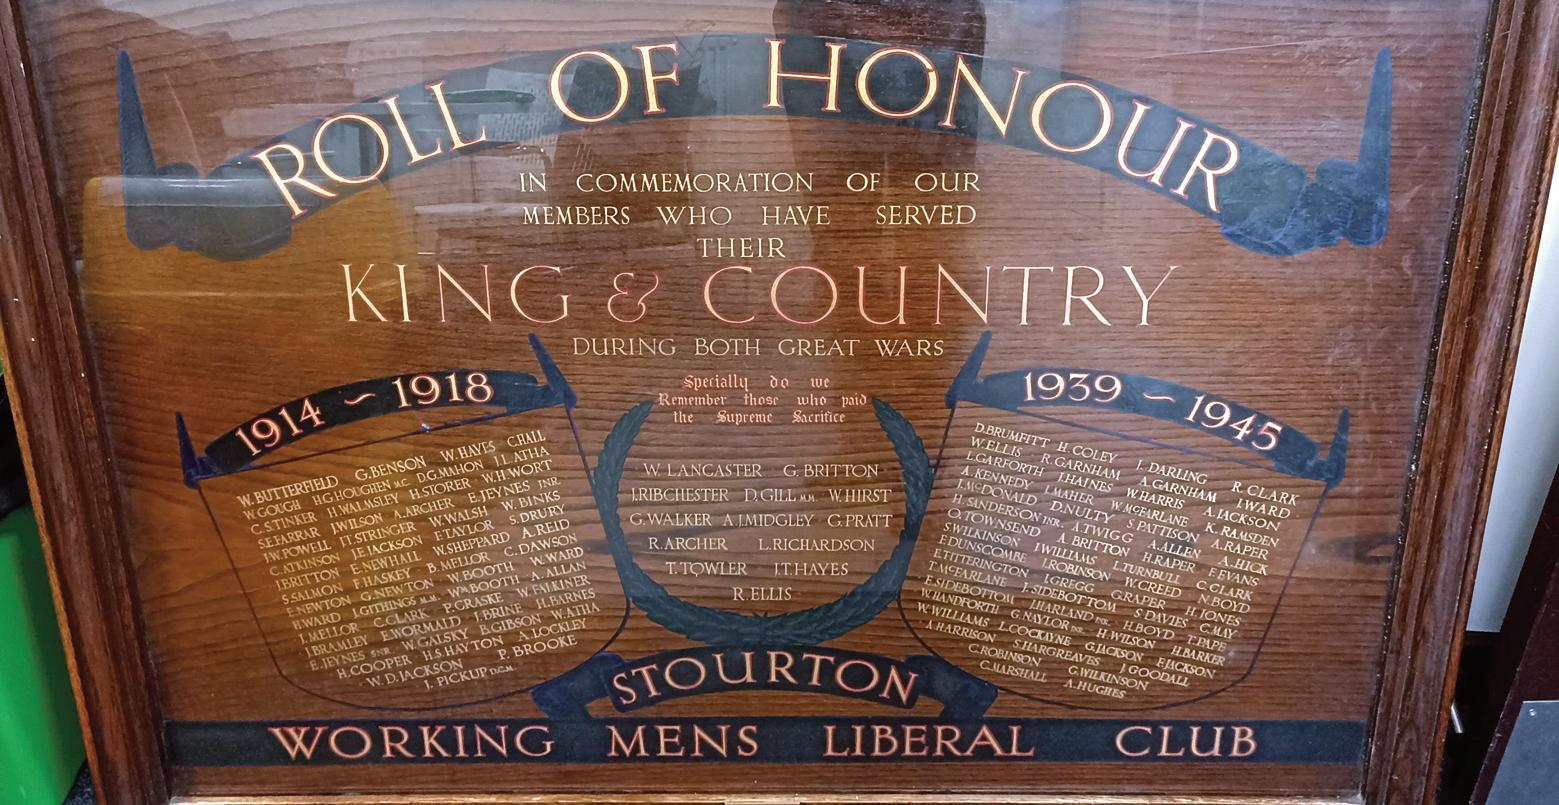 ROLL OF HONOUR
IN COMMEMORATION OF OUR
MEMBERS WHO HAVE SERVED
THEIR
KING & COUNTRY
DURING BOTH GREAT WARS
1914 ~ 1918
W. BUTTERFIELD G. BENSON W. HAYES C. HALL
W. GOUGH H.G. HOUGHEN M.C. D.G. MAHON J.L. ATHA
C.S. TINKER H. WALMSLEY H. STORER W.H. WORT
S.E. FARRAR J. WILSON A. ARCHER E. JEYNES JNR.
J.W. POWELL J.T. STRINGER W. WALSH W. BINKS
C. ATKINSON J.E. JACKSON F. TAYLOR S. DRURY
J. BRITTON E. NEWHALL W. SHEPPARD A. REID
S. SALMON F. HASKEY B. MELLOR C. DAWSON
F. NEWTON G. NEWTON W. BOOTH W. WARD
H. WARD J. GITHINGS M.M. WM. BOOTH A. ALLAN
J. MELLOR C. CLARK P. CRASKE W. FALKINER
J. BRAMLEY E. WORMALD J. BRINE H. BARNES
E. JEYNES SNR. W. GALSKY E. GIBSON W. ATHA
H. COOPER J.S. HAYTON A. LOCKLEY
W.D. JACKSON P. BROOKE
J. PICKUP D.C.M.
Specially do we
Remember those who paid
the Supreme Sacrifice
W. LANCASTER G. BRITTON
J. RIBCHESTER D. GILL M.M. W. HIRST
G. WALKER A.J. MIDGLEY G. PRATT
R. ARCHER L. RICHARDSON
T. TOWLER J.T. HAYES
R. ELLIS
1939 ~ 1945
D. BRUMFITT H. COLEY J. DARLING R. CLARK
W. ELLIS R. GARNHAM A. GARNHAM J. WARD
L. GARFORTH J. HAINES W. HARRIS A. JACKSON
A. KENNEDY J. MAHER W. McFARLANE K. RAMSDEN
J. McDONALD D. NULTY S. PATTISON A. RAPER
H. SANDERSON JNR. A. TWIGG A. ALLEN A. HICK
O. TOWNSEND A. BRITTON H. RAPER F. EVANS
S. WILKINSON J. WILLIAMS L. TURNBULL N. BOYD
F. DUNSCOMBE J. ROBINSON W. CREED H. JONES
E. TITTERINGTON J. GREGG G. RAPER C. MAY
T. McFARLANE J. SIDEBOTTOM S. DAVIES T. PAPE
E. SIDEBOTTOM J. HARLAND H. BOYD H. BARKER
W. HANDFORTH G. NAYLOR H. WILSON F. JACKSON
W. WILLIAMS L. COCKAYNE G. JACKSON J. GOODALL
A. HARRISON S. HARGREAVES G. WILKINSON
C. ROBINSON A. HUGHES
C. MARSHALL
STOURTON
WORKING MENS LIBERAL CLUB